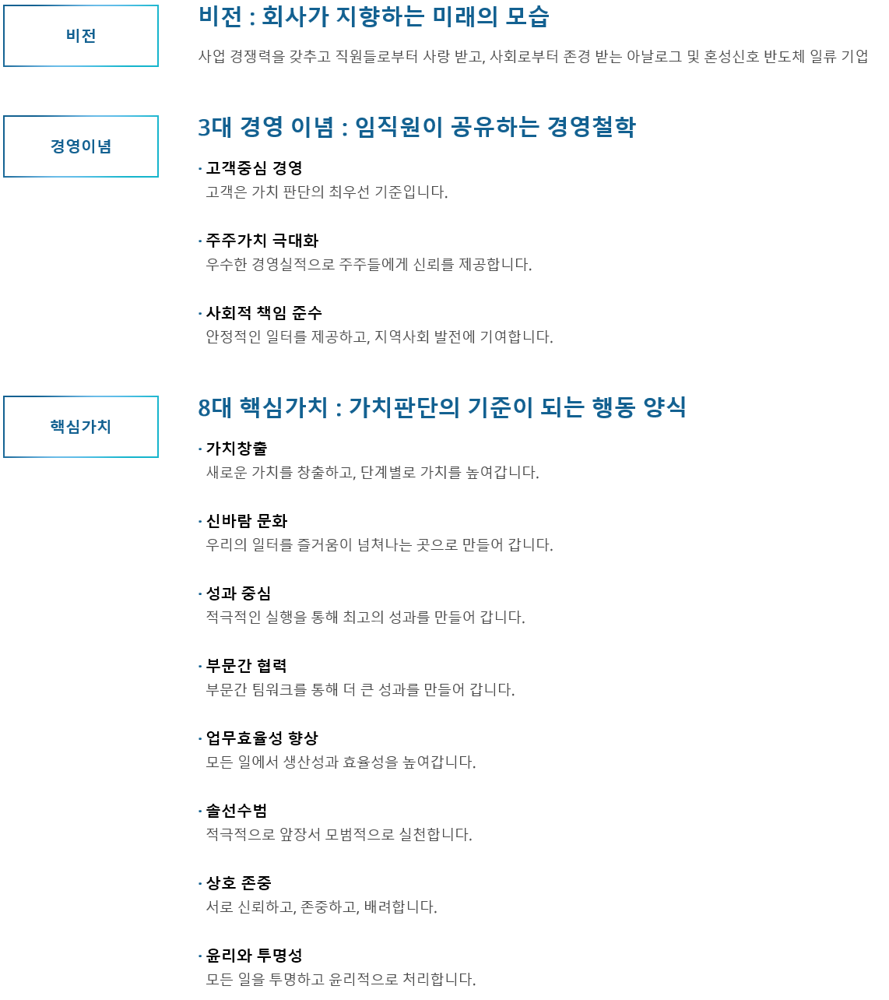 비전
비전 : 회사가 지향하는 미래의 모습
사업 경쟁력을 갖추고 직원들로부터 사랑 받고, 사회로부터 존경 받는 아날로그 및 혼성신호 반도체 일류 기업
경영이념
3대 경영 이념 : 임직원이 공유하는 경영철학
· 고객중심 경영
고객은 가치 판단의 최우선 기준입니다.
· 주주가치 극대화
우수한 경영실적으로 주주들에게 신뢰를 제공합니다.
· 사회적 책임 준수
안정적인 일터를 제공하고, 지역사회 발전에 기여합니다.
핵심가치
8대 핵심가치 : 가치판단의 기준이 되는 행동 양식
· 가치창출
새로운 가치를 창출하고, 단계별로 가치를 높여갑니다.
· 신바람 문화
우리의 일터를 즐거움이 넘쳐나는 곳으로 만들어 갑니다.
· 성과 중심
적극적인 실행을 통해 최고의 성과를 만들어 갑니다.
· 부문간 협력
부문간 팀워크를 통해 더 큰 성과를 만들어 갑니다.
· 업무효율성 향상
모든 일에서 생산성과 효율성을 높여갑니다.
· 솔선수범
적극적으로 앞장서 모범적으로 실천합니다.
· 상호 존중
서로 신뢰하고, 존중하고, 배려합니다.
· 윤리와 투명성
모든 일을 투명하고 윤리적으로 처리합니다.